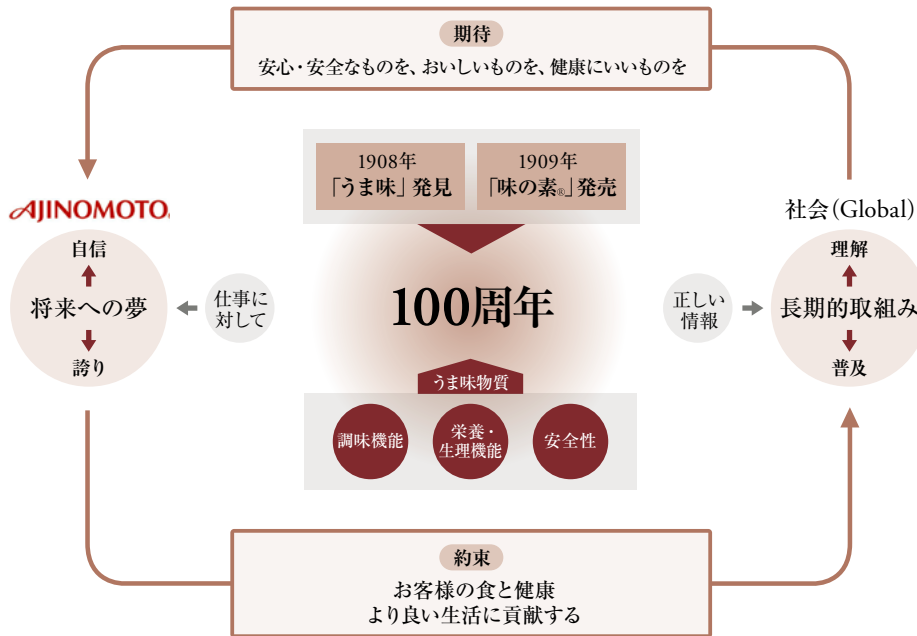 期待
安心・安全なものを、おいしいものを、健康にいいものを
1908年
「うま味」発見
1909年
「味の素®」発売
AJINOMOTO®
社会(Global)
自信
将来への夢
誇り
仕事に
対して
100周年
正しい
情報
理解
長期的取組み
普及
うま味物質
調味機能
栄養・
生理機能
安全性
約束
お客様の食と健康
より良い生活に貢献する